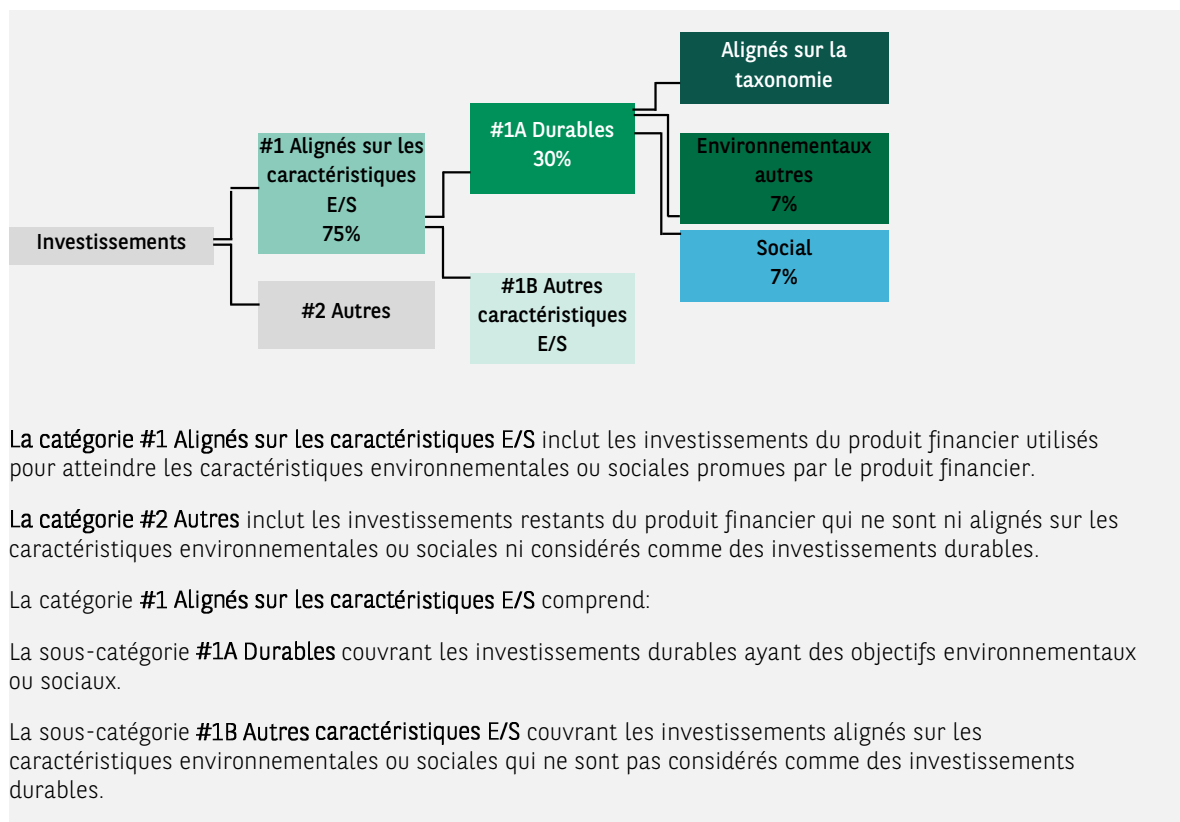 Alignés sur la
taxonomie
#1A Durables
30%
#1 Alignés sur les
caractéristiques
E/S
75%
Environnementaux
autres
7%
Investissements
Social
7%
#1B Autres
caractéristiques
E/S
#2 Autres
La catégorie #1 Alignés sur les caractéristiques E/S inclut les investissements du produit financier utilisés
pour atteindre les caractéristiques environnementales ou sociales promues par le produit financier.
La catégorie #2 Autres inclut les investissements restants du produit financier qui ne sont ni alignés sur les
caractéristiques environnementales ou sociales ni considérés comme des investissements durables.
La catégorie #1 Alignés sur les caractéristiques E/S comprend:
La sous-catégorie #1A Durables couvrant les investissements durables ayant des objectifs environnementaux
ou sociaux.
La sous-catégorie #1B Autres caractéristiques E/S couvrant les investissements alignés sur les
caractéristiques environnementales ou sociales qui ne sont pas considérés comme des investissements
durables.